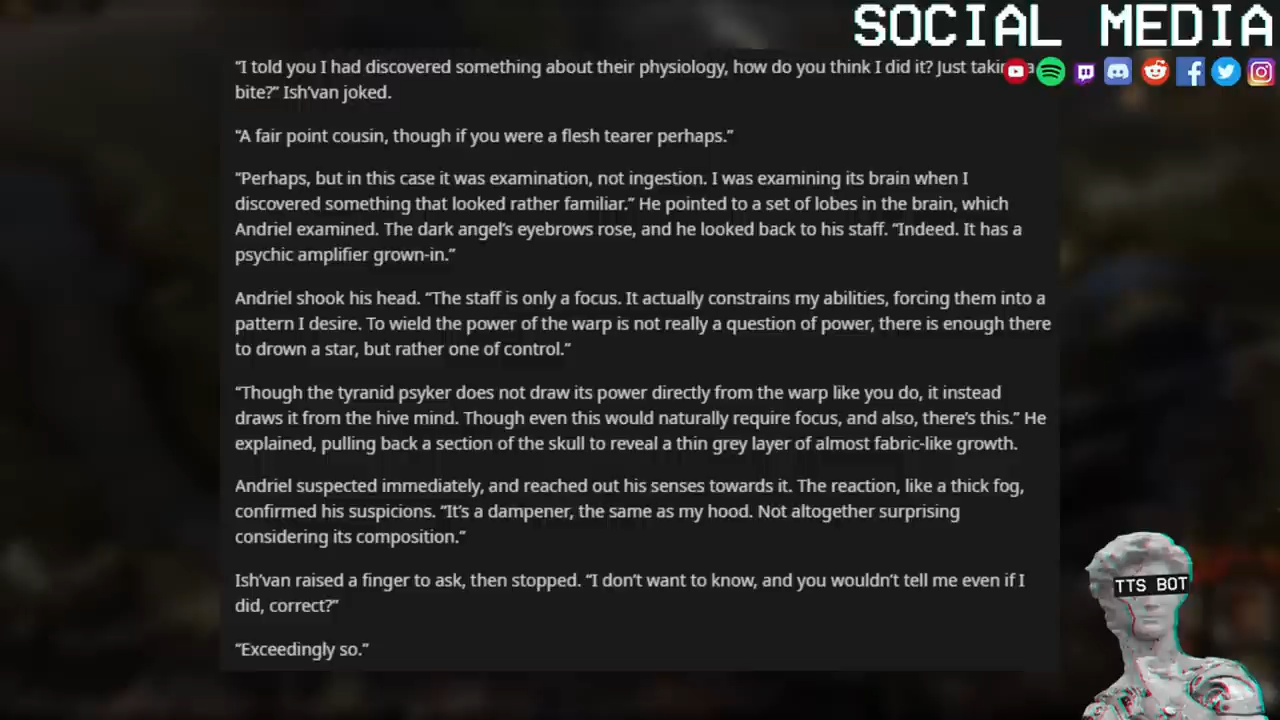 SOCIAL MEDIA
“I told you I had discovered something about their physiology, how do you think I did it? Just taking a
bite?” Ish’van joked.
“A fair point cousin, though if you were a flesh tearer perhaps.”
“Perhaps, but in this case it was examination, not ingestion. I was examining its brain when I
discovered something that looked rather familiar.” He pointed to a set of lobes in the brain, which
Andriel examined. The dark angel’s eyebrows rose, and he looked back to his staff. “Indeed. It has a
psychic amplifier grown-in.”
Andriel shook his head. “The staff is only a focus. It actually constrains my abilities, forcing them into a
pattern I desire. To wield the power of the warp is not really a question of power, there is enough there
to drown a star, but rather one of control.”
“Though the tyranid psyker does not draw its power directly from the warp like you do, it instead
draws it from the hive mind. Though even this would naturally require focus, and also, there’s this.” He
explained, pulling back a section of the skull to reveal a thin grey layer of almost fabric-like growth.
Andriel suspected immediately, and reached out his senses towards it. The reaction, like a thick fog,
confirmed his suspicions. “It’s a dampener, the same as my hood. Not altogether surprising
considering its composition.”
Ish’van raised a finger to ask, then stopped. “I don’t want to know, and you wouldn’t tell me even if I
did, correct?”
“Exceedingly so.”
TTS BOT